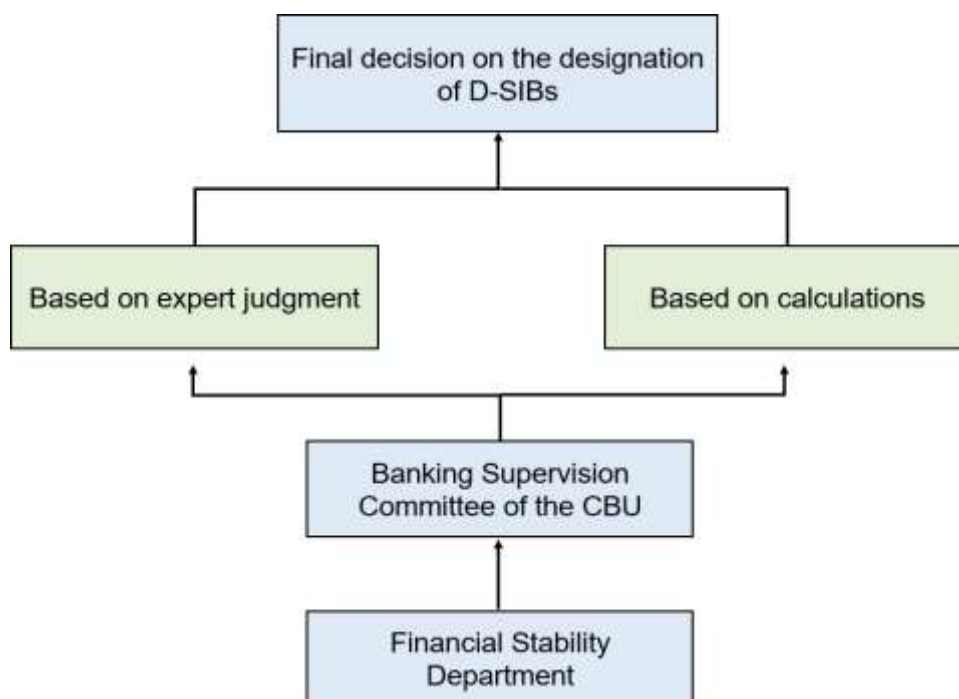 Final decision on the designation
of D-SIBs
Based on expert judgment
Based on calculations
Banking Supervision
Committee of the CBU
Financial Stability
Department